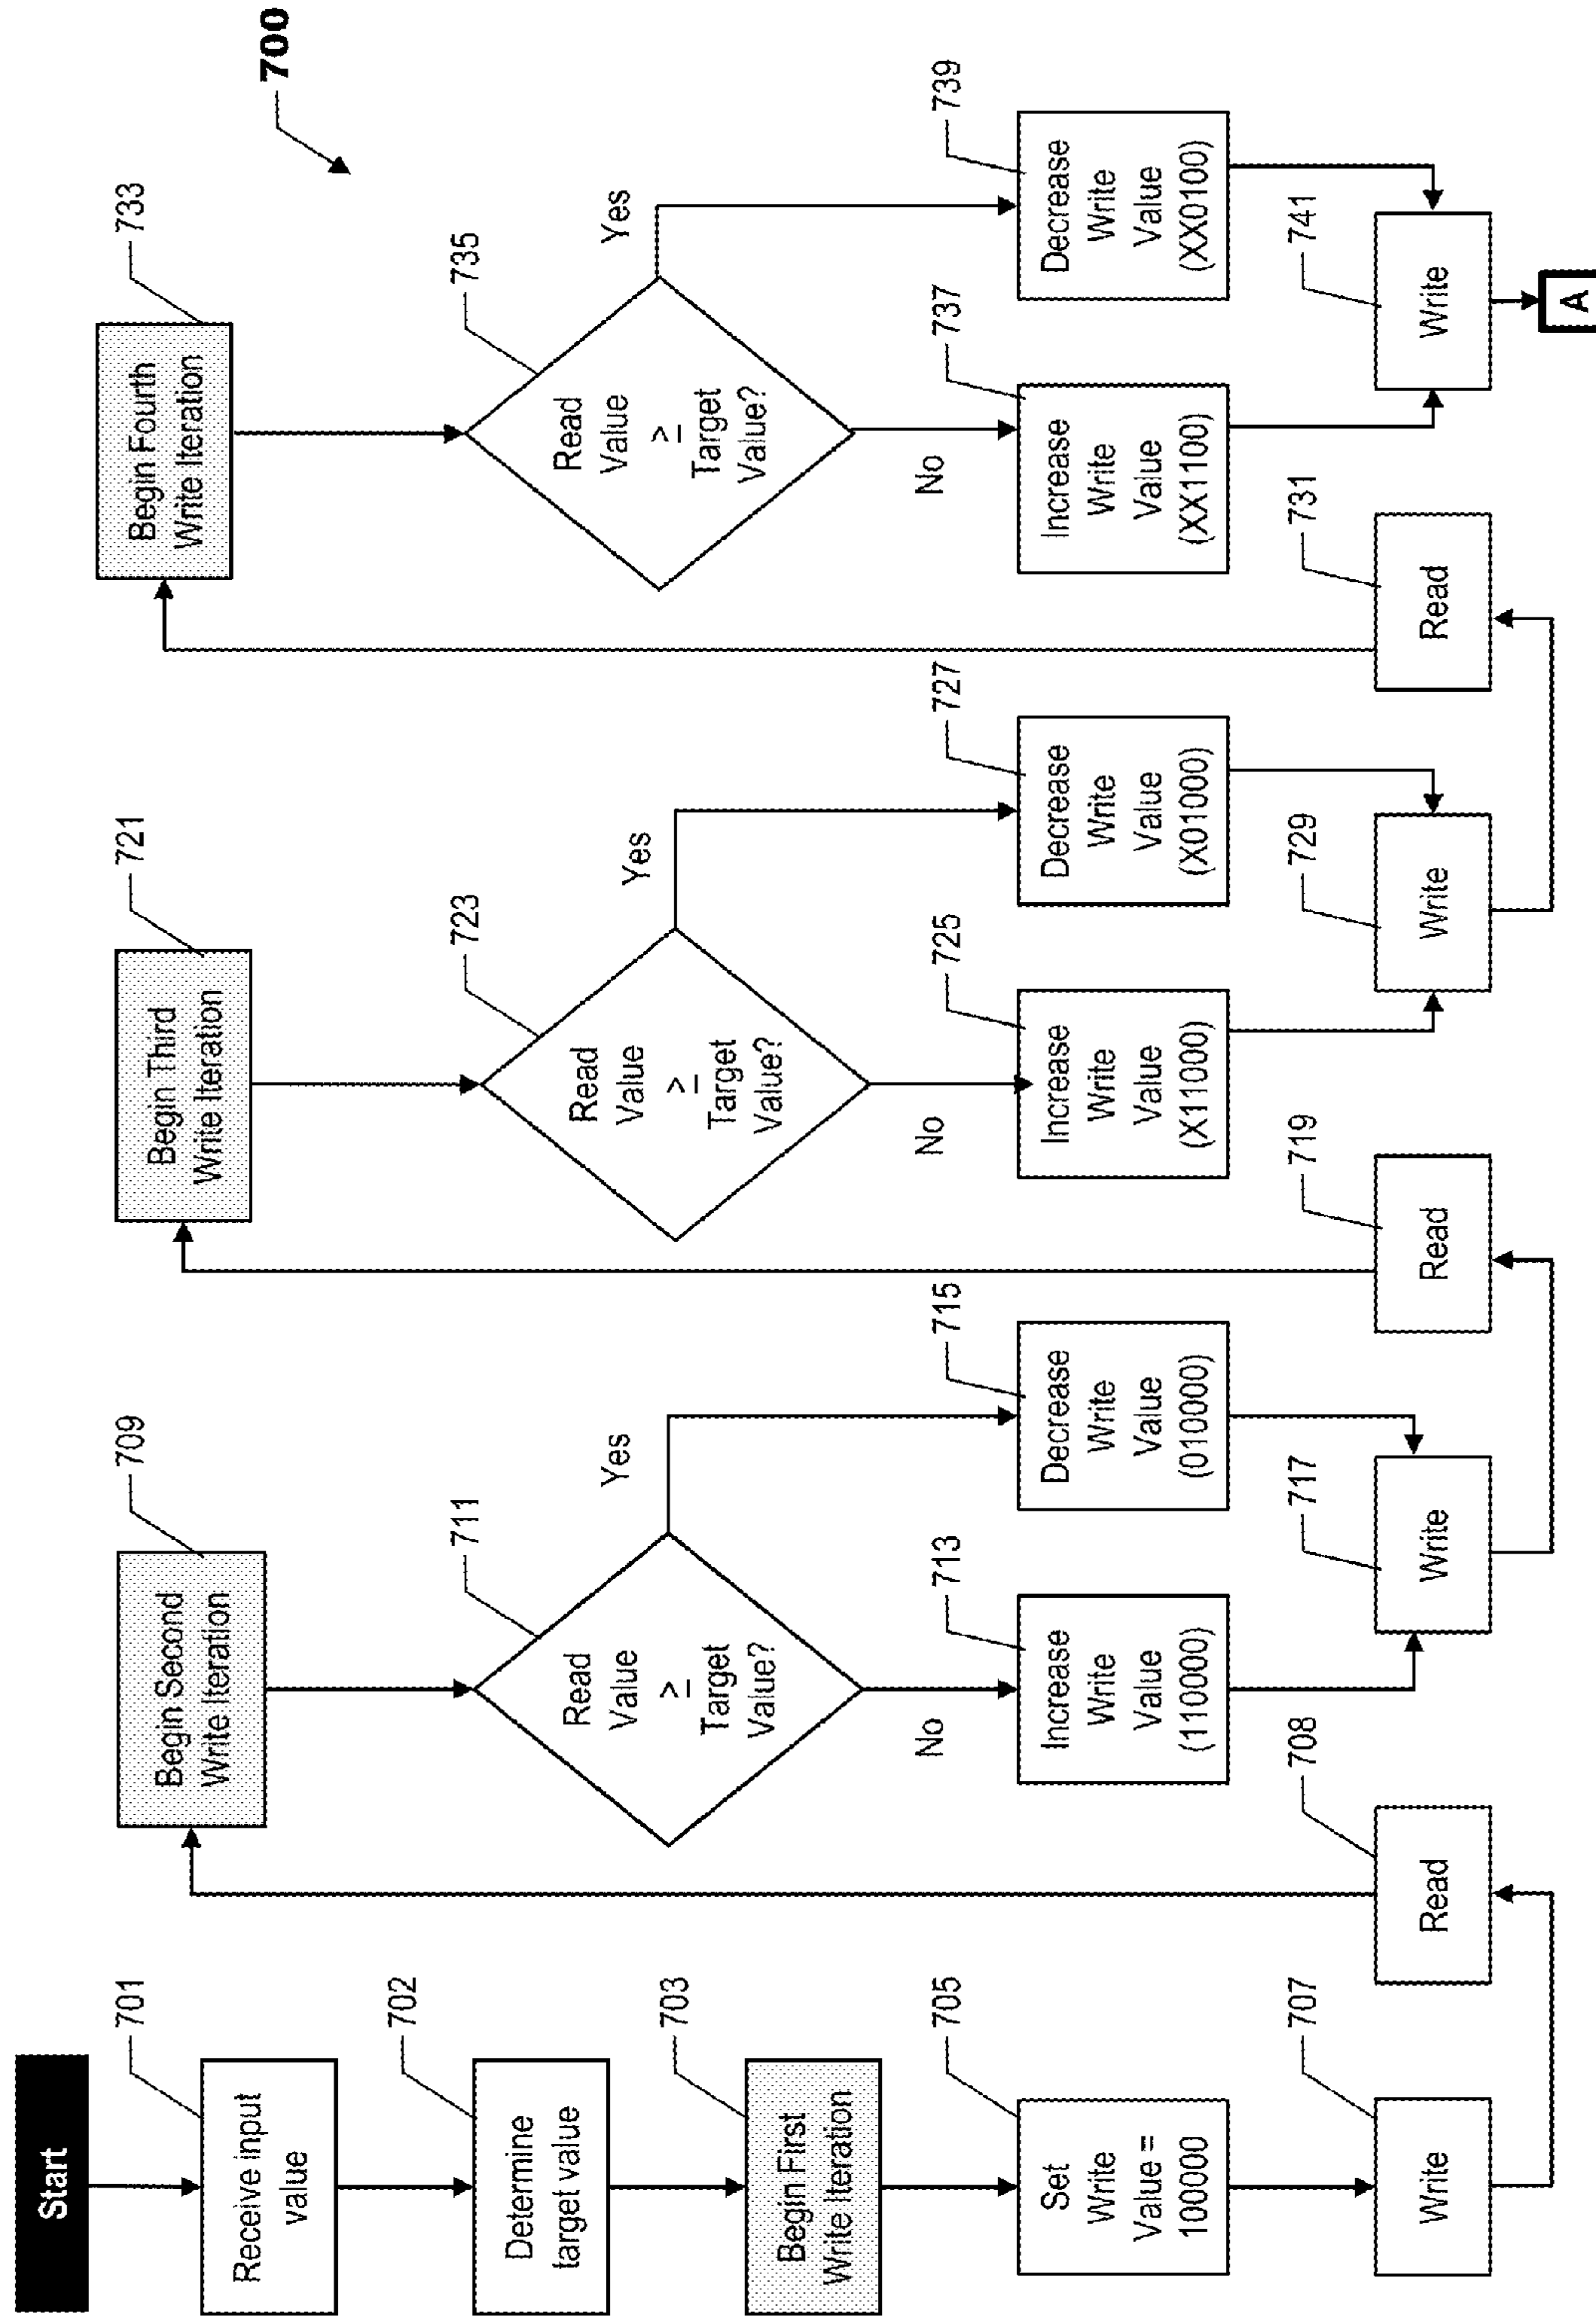 700
Start
701
Receive input
value
702
Determine
target value
703
Begin First
Write Iteration
705
Set
Write
Value =
100000
707
Write
708
Read
709
Begin Second
Write Iteration
711
Read
Value
≥
Target
Value?
No
Yes
713
Increase
Write
Value
(110000)
715
Decrease
Write
Value
(010000)
717
Write
719
Read
721
Begin Third
Write Iteration
723
Read
Value
≥
Target
Value?
No
Yes
725
Increase
Write
Value
(X11000)
727
Decrease
Write
Value
(X01000)
729
Write
731
Read
733
Begin Fourth
Write Iteration
735
Read
Value
≥
Target
Value?
No
Yes
737
Increase
Write
Value
(XX1100)
739
Decrease
Write
Value
(XX0100)
741
Write
A